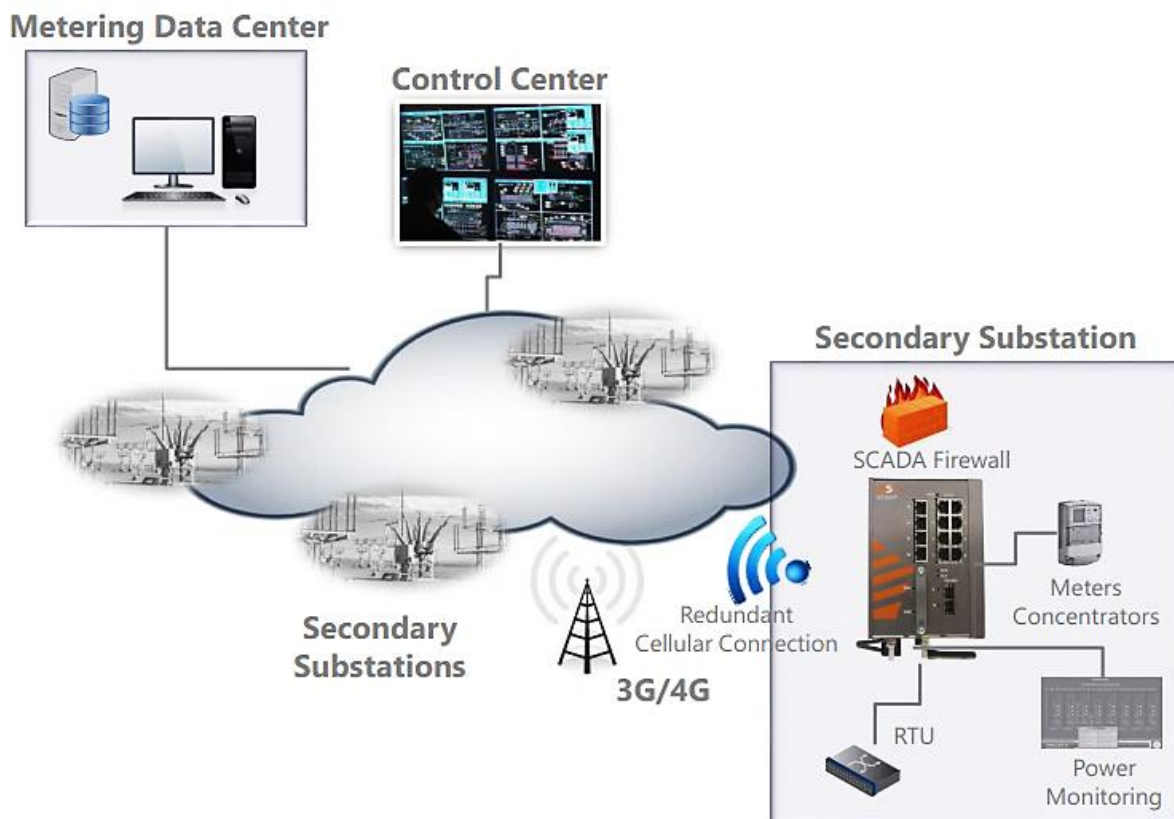 Metering Data Center
Control Center
Secondary Substation
SCADA Firewall
Meters
Concentrators
Redundant
Cellular Connection
Secondary
Substations
3G/4G
RTU
Power
Monitoring